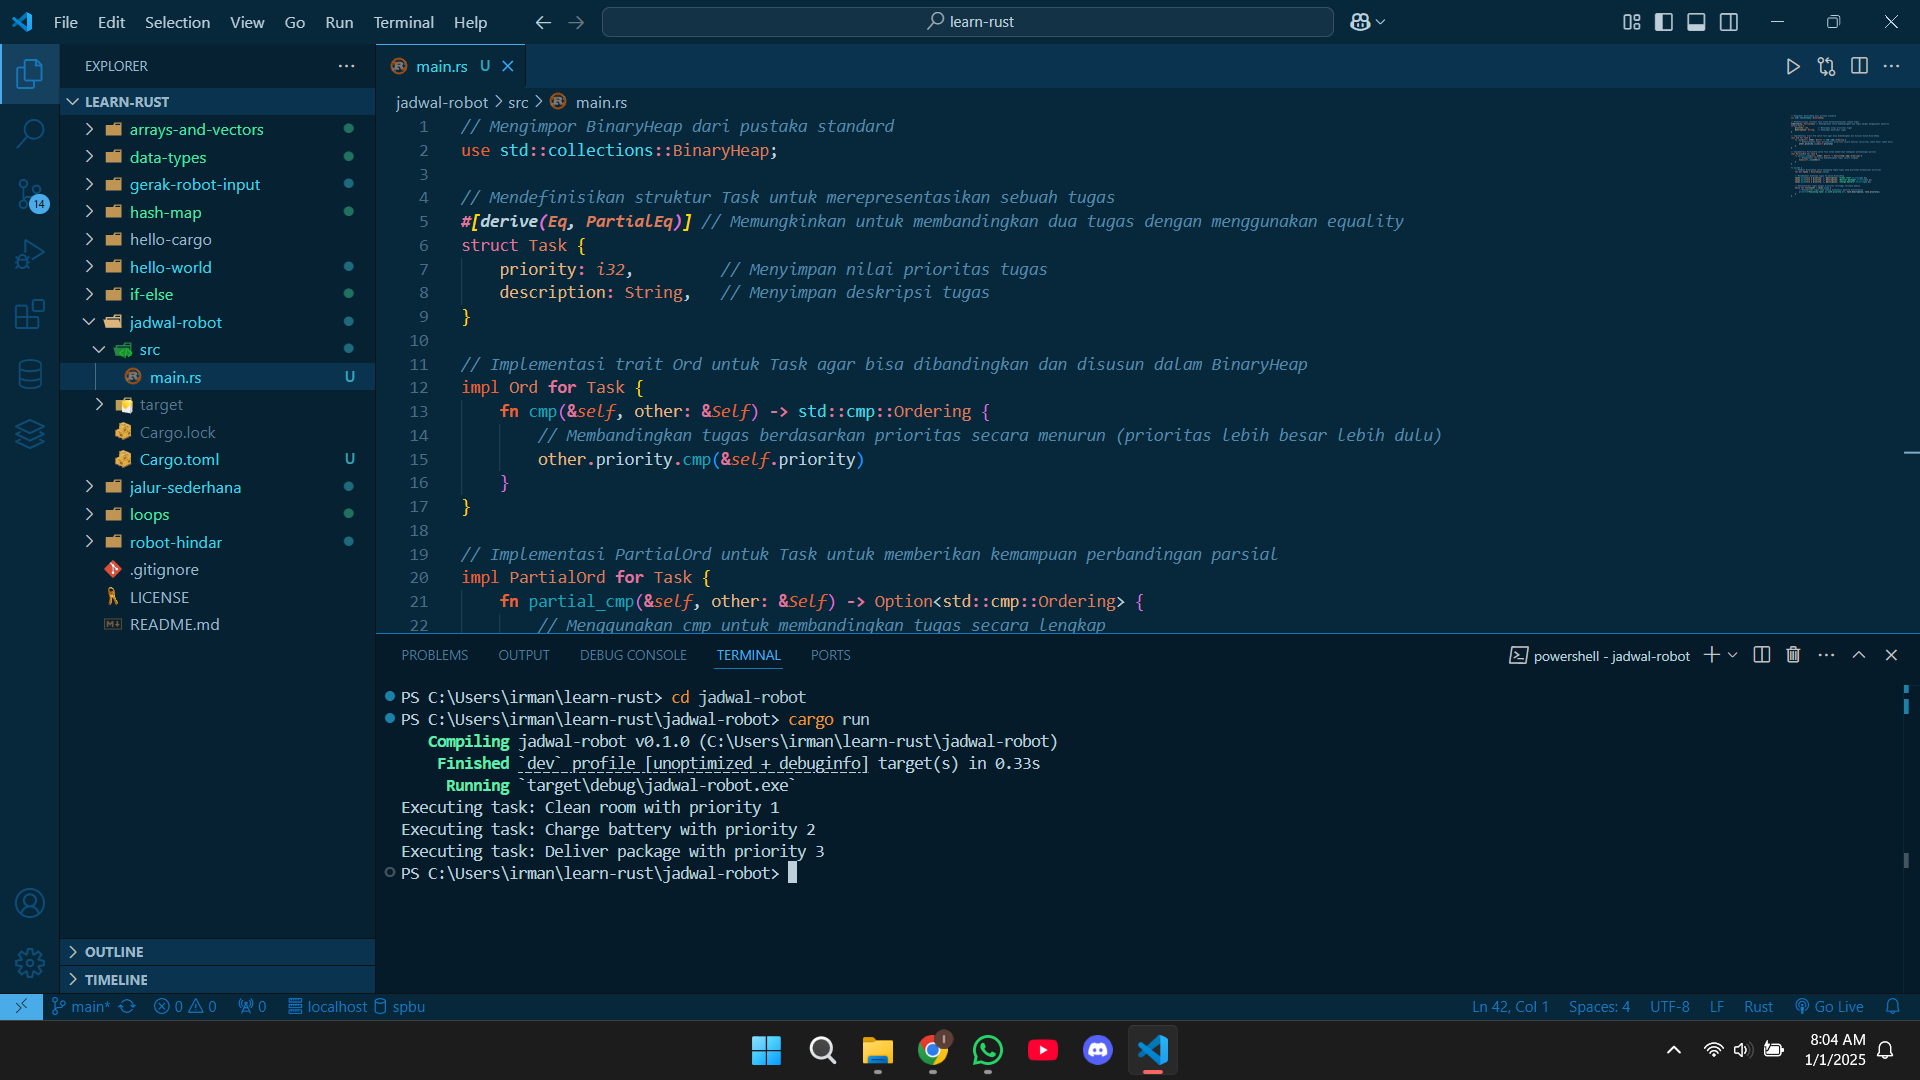 File Edit Selection View Go Run Terminal Help
learn-rust
EXPLORER
LEARN-RUST
arrays-and-vectors
data-types
gerak-robot-input
14
hash-map
hello-cargo
hello-world
if-else
jadwal-robot
src
main.rs U
target
Cargo.lock
Cargo.toml U
jalur-sederhana
loops
robot-hindar
.gitignore
LICENSE
README.md
OUTLINE
TIMELINE
main.rs U
jadwal-robot > src > main.rs
1 // Mengimpor BinaryHeap dari pustaka standard
2 use std::collections::BinaryHeap;
3
4 // Mendefinisikan struktur Task untuk merepresentasikan sebuah tugas
5 #[derive(Eq, PartialEq)] // Memungkinkan untuk membandingkan dua tugas dengan menggunakan equality
6 struct Task {
7 priority: i32, // Menyimpan nilai prioritas tugas
8 description: String, // Menyimpan deskripsi tugas
9 }
10
11 // Implementasi trait Ord untuk Task agar bisa dibandingkan dan disusun dalam BinaryHeap
12 impl Ord for Task {
13 fn cmp(&self, other: &Self) -> std::cmp::Ordering {
14 // Membandingkan tugas berdasarkan prioritas secara menurun (prioritas lebih besar lebih dulu)
15 other.priority.cmp(&self.priority)
16 }
17 }
18
19 // Implementasi PartialOrd untuk Task untuk memberikan kemampuan perbandingan parsial
20 impl PartialOrd for Task {
21 fn partial_cmp(&self, other: &Self) -> Option<std::cmp::Ordering> {
22 // Menggunakan cmp untuk membandingkan tugas secara lengkap
PROBLEMS OUTPUT DEBUG CONSOLE TERMINAL PORTS
powershell - jadwal-robot
PS C:\Users\irman\learn-rust> cd jadwal-robot
PS C:\Users\irman\learn-rust\jadwal-robot> cargo run
Compiling jadwal-robot v0.1.0 (C:\Users\irman\learn-rust\jadwal-robot)
Finished `dev` profile [unoptimized + debuginfo] target(s) in 0.33s
Running `target\debug\jadwal-robot.exe`
Executing task: Clean room with priority 1
Executing task: Charge battery with priority 2
Executing task: Deliver package with priority 3
PS C:\Users\irman\learn-rust\jadwal-robot>
main* 0 0 0 localhost spbu
Ln 42, Col 1 Spaces: 4 UTF-8 LF Rust Go Live
8:04 AM
1/1/2025